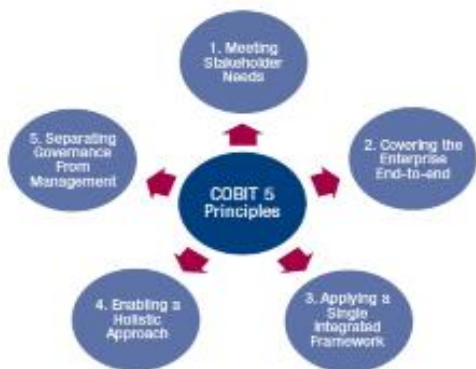 1. Meeting
Stakeholder
Needs
5. Separating
Governance
From
Management
2. Covering the
Enterprise
End-to-end
COBIT 5
Principles
4. Enabling a
Holistic
Approach
3. Applying a
Single
Integrated
Framework